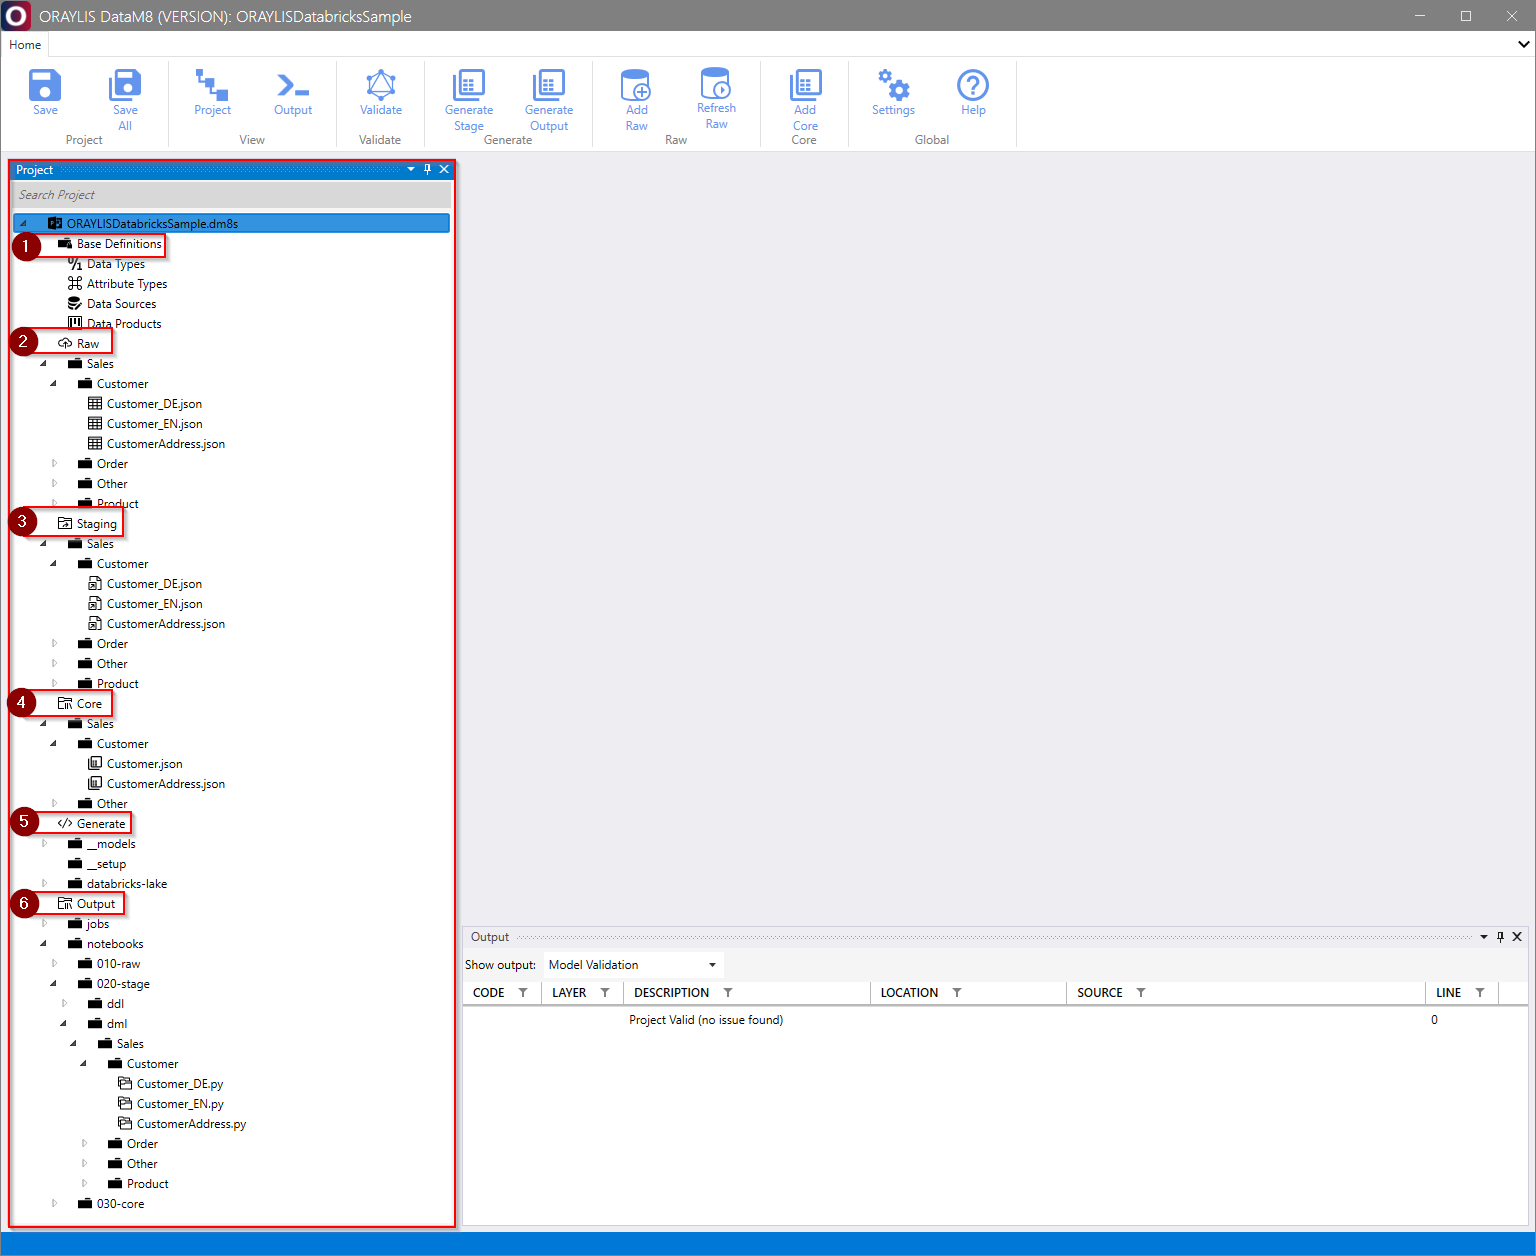 ORAYLIS DataM8 (VERSION): ORAYLISDatabricksSample
Home
Save
Save All
Project
Project
Output
View
Validate
Validate
Generate Stage
Generate Output
Generate
Add Raw
Refresh Raw
Raw
Add Core
Core
Settings
Help
Global
Project
Search Project
ORAYLISDatabricksSample.dm8s
1 Base Definitions
Data Types
Attribute Types
Data Sources
Data Products
2 Raw
Sales
Customer
Customer_DE.json
Customer_EN.json
CustomerAddress.json
Order
Other
Product
3 Staging
Sales
Customer
Customer_DE.json
Customer_EN.json
CustomerAddress.json
Order
Other
Product
4 Core
Sales
Customer
Customer.json
CustomerAddress.json
Other
5 Generate
__models
__setup
databricks-lake
6 Output
jobs
notebooks
010-raw
020-stage
ddl
dml
Sales
Customer
Customer_DE.py
Customer_EN.py
CustomerAddress.py
Order
Other
Product
030-core
Output
Show output: Model Validation
CODE LAYER DESCRIPTION LOCATION SOURCE LINE
Project Valid (no issue found) 0